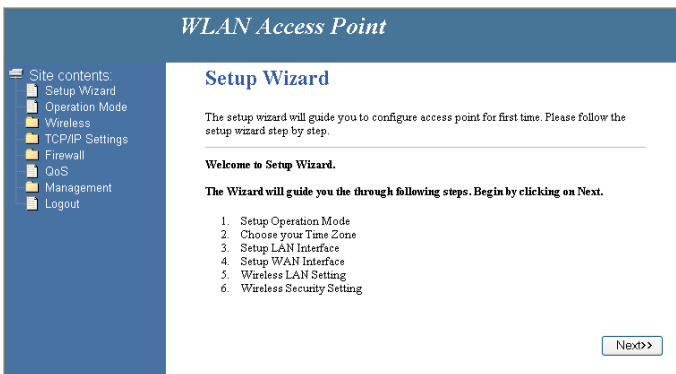 WLAN Access Point
Site contents:
Setup Wizard
Operation Mode
Wireless
TCP/IP Settings
Firewall
QoS
Management
Logout
Setup Wizard
The setup wizard will guide you to configure access point for first time. Please follow the
setup wizard step by step.
Welcome to Setup Wizard.
The Wizard will guide you the through following steps. Begin by clicking on Next.
1. Setup Operation Mode
2. Choose your Time Zone
3. Setup LAN Interface
4. Setup WAN Interface
5. Wireless LAN Setting
6. Wireless Security Setting
Next>>